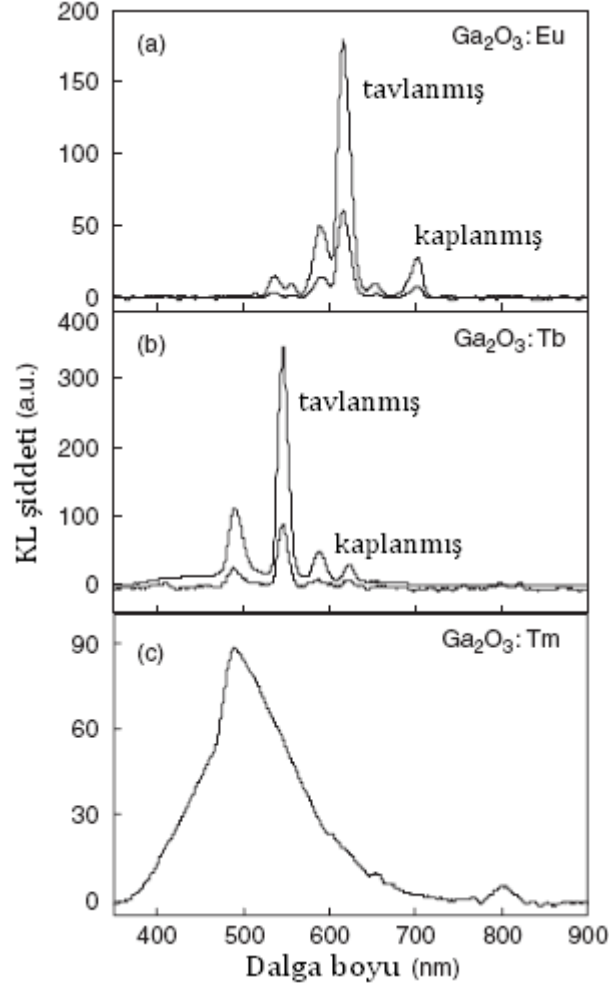 200
(a)
Ga2O3:Eu
tavlanmış
150
100
kaplanmış
50
0
400
(b)
Ga2O3:Tb
300
tavlanmış
200
100
kaplanmış
0
KL şiddeti (a.u.)
90
(c)
Ga2O3:Tm
60
30
0
400 500 600 700 800 900
Dalga boyu (nm)